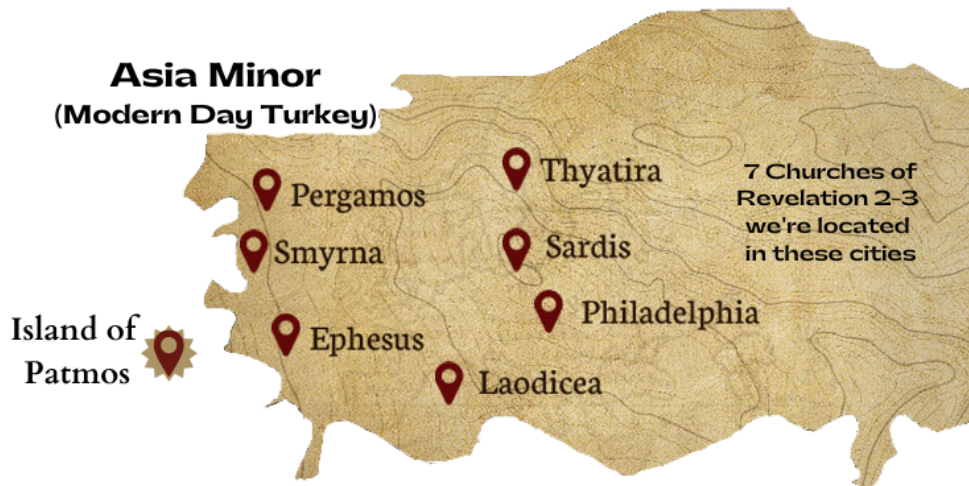 Asia Minor
(Modern Day Turkey)
Pergamos
Thyatira
7 Churches of
Revelation 2-3
we're located
in these cities
Smyrna
Sardis
Philadelphia
Island of
Patmos
Ephesus
Laodicea